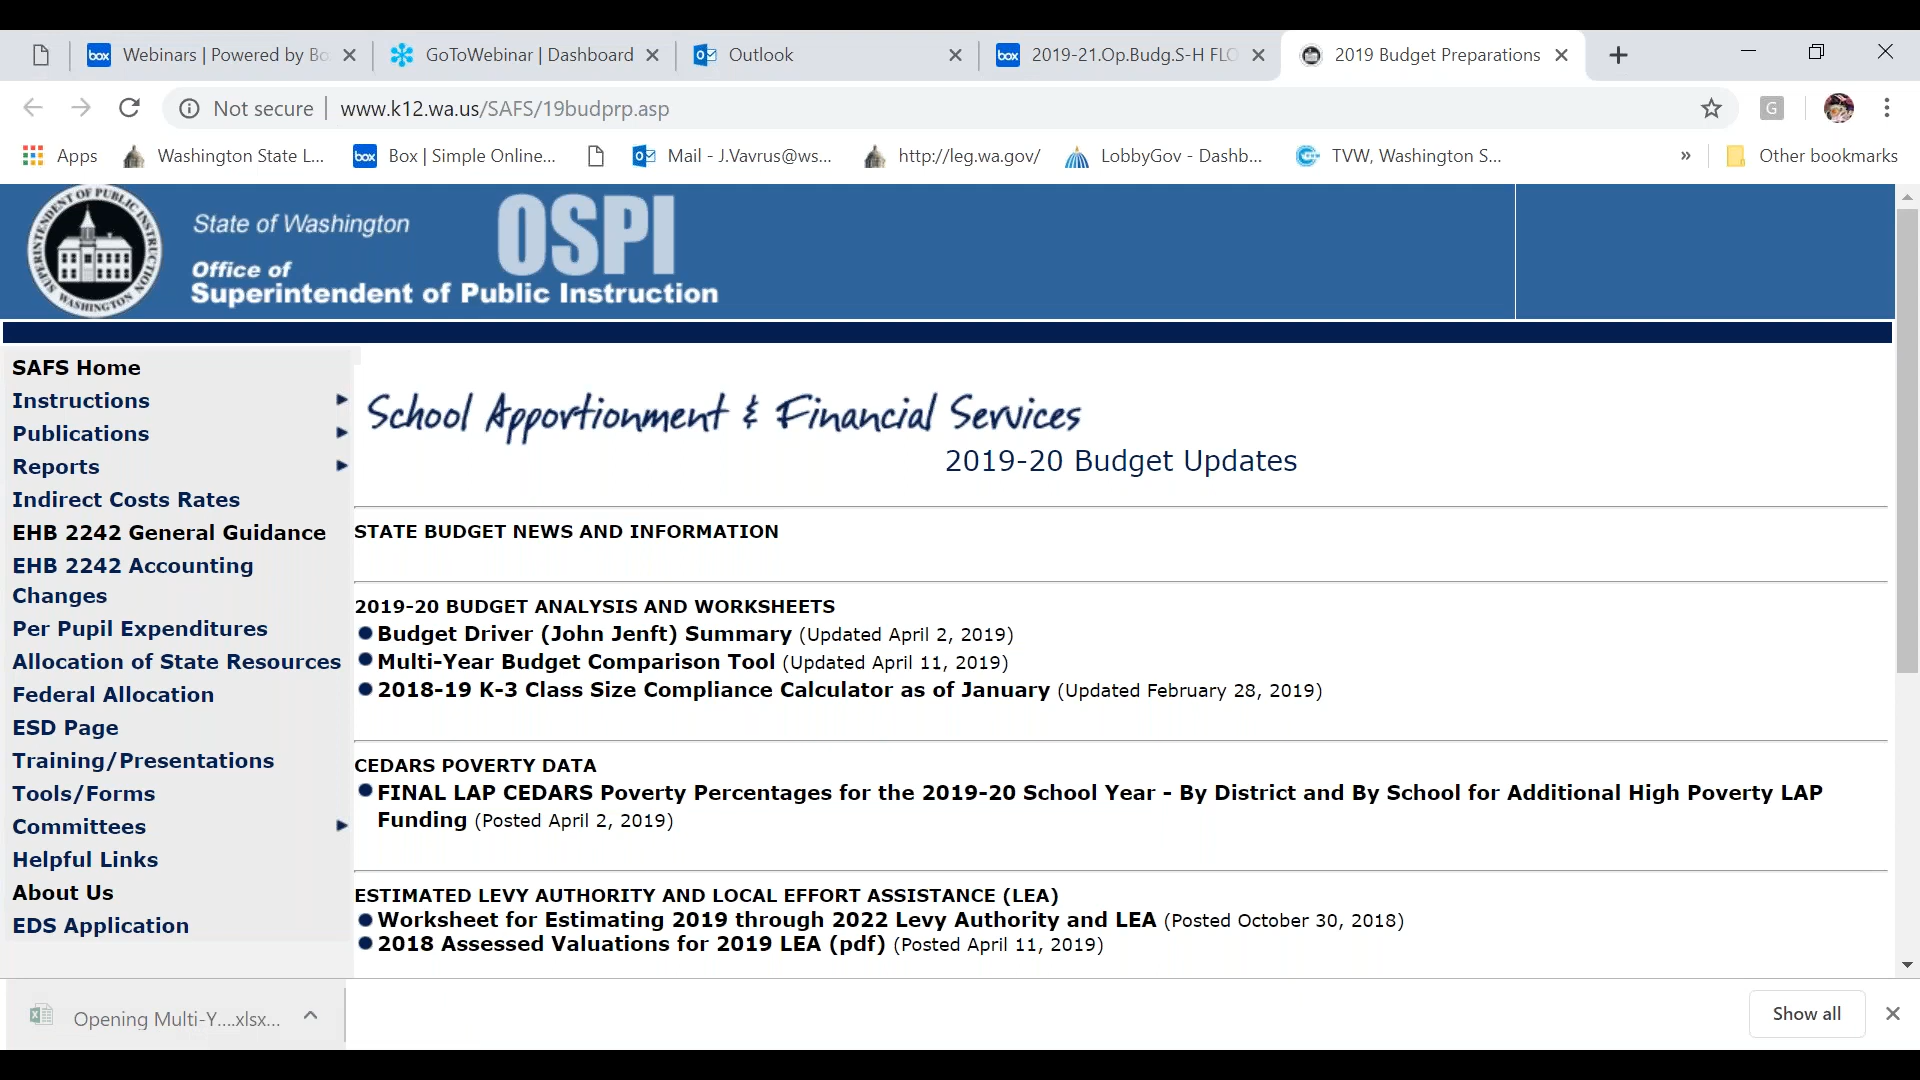 Webinars | Powered by Bo
GoToWebinar | Dashboard
Outlook
2019-21.Op.Budg.S-H FLO
2019 Budget Preparations
Not secure | www.k12.wa.us/SAFS/19budprp.asp
G
Apps
Washington State L...
box
Box | Simple Online...
Mail - J.Vavrus@ws...
http://leg.wa.gov/
LobbyGov - Dashb...
TVW, Washington S...
»
Other bookmarks
SUPERINTENDENT OF PUBLIC INSTRUCTION
WASHINGTON
State of Washington
OSPI
Office of
Superintendent of Public Instruction
SAFS Home
Instructions
Publications
Reports
Indirect Costs Rates
EHB 2242 General Guidance
EHB 2242 Accounting
Changes
Per Pupil Expenditures
Allocation of State Resources
Federal Allocation
ESD Page
Training/Presentations
Tools/Forms
Committees
Helpful Links
About Us
EDS Application
School Apportionment & Financial Services
2019-20 Budget Updates
STATE BUDGET NEWS AND INFORMATION
2019-20 BUDGET ANALYSIS AND WORKSHEETS
Budget Driver (John Jenft) Summary (Updated April 2, 2019)
Multi-Year Budget Comparison Tool (Updated April 11, 2019)
2018-19 K-3 Class Size Compliance Calculator as of January (Updated February 28, 2019)
CEDARS POVERTY DATA
FINAL LAP CEDARS Poverty Percentages for the 2019-20 School Year - By District and By School for Additional High Poverty LAP
Funding (Posted April 2, 2019)
ESTIMATED LEVY AUTHORITY AND LOCAL EFFORT ASSISTANCE (LEA)
Worksheet for Estimating 2019 through 2022 Levy Authority and LEA (Posted October 30, 2018)
2018 Assessed Valuations for 2019 LEA (pdf) (Posted April 11, 2019)
Opening Multi-Y....xlsx...
Show all